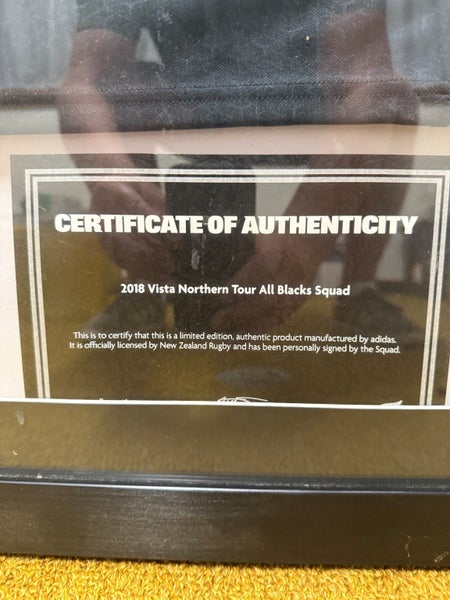 CERTIFICATE OF AUTHENTICITY
2018 Vista Northern Tour All Blacks Squad
This is to certify that this is a limited edition, authentic product manufactured by adidas.
It is officially licensed by New Zealand Rugby and has been personally signed by the Squad.